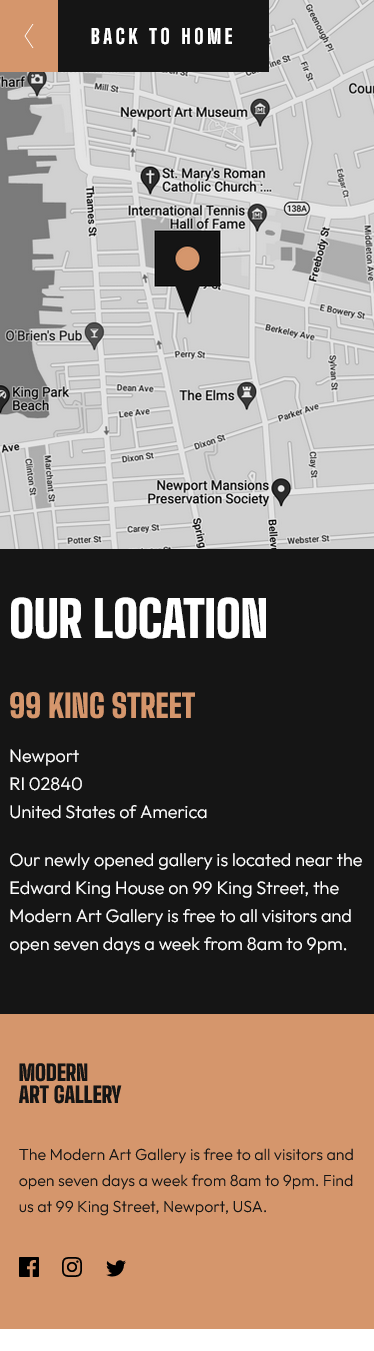 BACK TO HOME
Greenough Pl
harf
Mill St
ine St
Fir St
Cour
Newport Art Museum
St. Mary's Roman
Catholic Church :...
Edgar Ct
Thames St
International Tennis
Hall of Fame
138A
Freebody St
Middleton Ave
y St
E Bowery St
O'Brien's Pub
Berkeley Ave
Perry St
Sylvan St
King Park
Beach
Dean Ave
The Elms
Lee Ave
Parker Ave
Ave
Dixon St
Dixon St
Clinton St
Marchant St
Clay St
Newport Mansions
Preservation Society
Carey St
Spring
Bellev
Potter St
Webster St
OUR LOCATION
99 KING STREET
Newport
RI 02840
United States of America
Our newly opened gallery is located near the
Edward King House on 99 King Street, the
Modern Art Gallery is free to all visitors and
open seven days a week from 8am to 9pm.
MODERN
ART GALLERY
The Modern Art Gallery is free to all visitors and
open seven days a week from 8am to 9pm. Find
us at 99 King Street, Newport, USA.